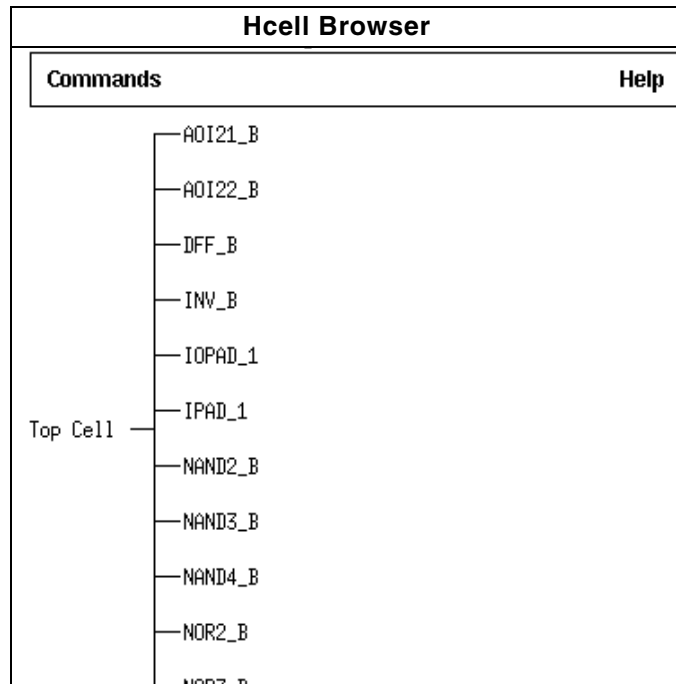 Hcell Browser
Commands Help
AOI21_B
AOI22_B
DFF_B
INV_B
IOPAD_1
IPAD_1
Top Cell
NAND2_B
NAND3_B
NAND4_B
NOR2_B